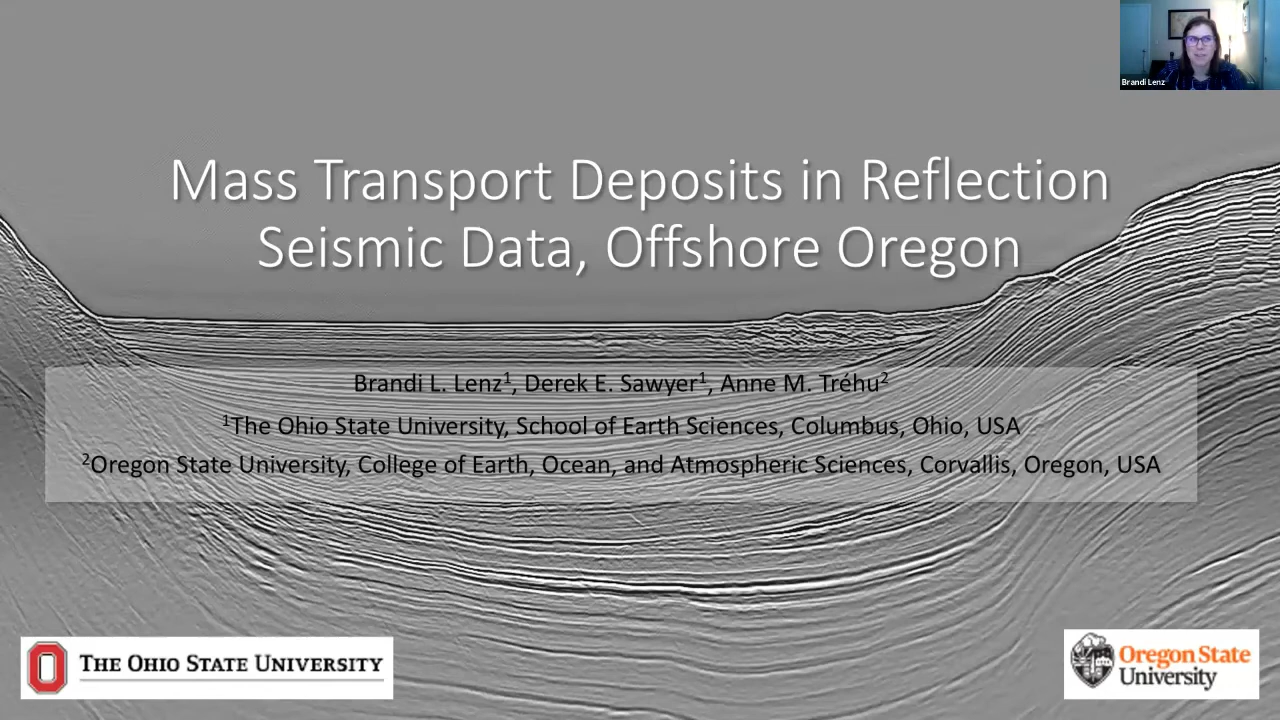 Brandi Lenz
Mass Transport Deposits in Reflection
Seismic Data, Offshore Oregon
Brandi L. Lenz¹, Derek E. Sawyer¹, Anne M. Tréhu²
¹The Ohio State University, School of Earth Sciences, Columbus, Ohio, USA
²Oregon State University, College of Earth, Ocean, and Atmospheric Sciences, Corvallis, Oregon, USA
THE OHIO STATE UNIVERSITY
Oregon State
University